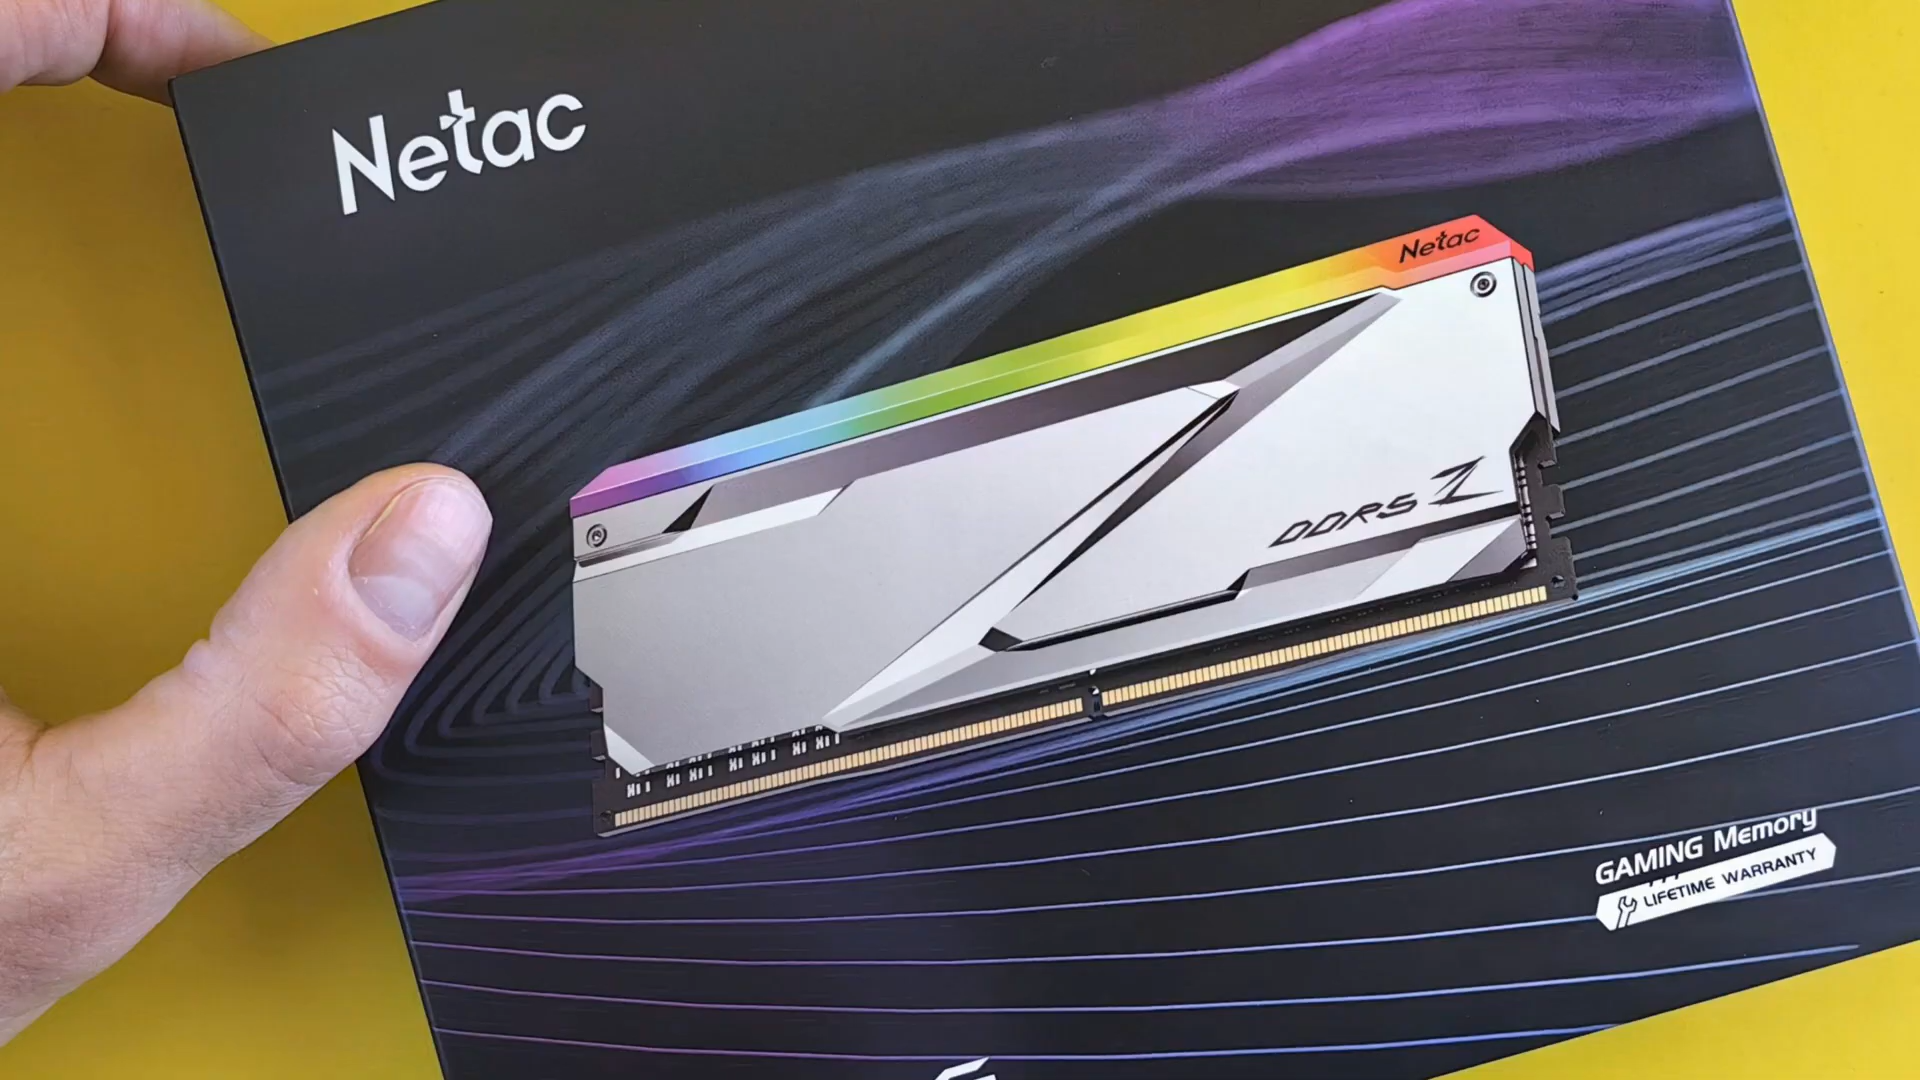 Netac
Netac
DDR5 Z
GAMING Memory
LIFETIME WARRANTY